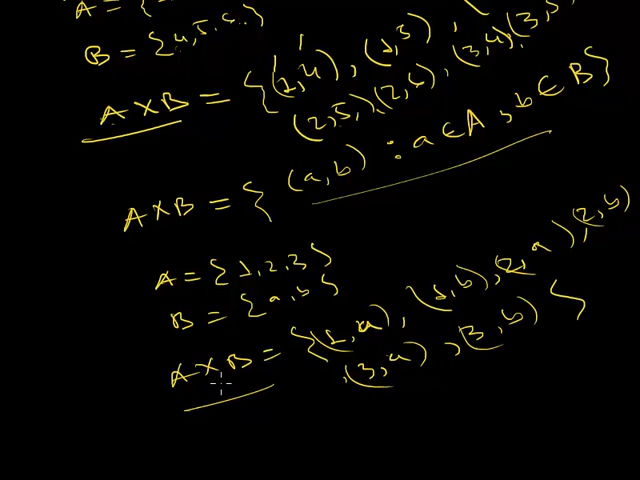 A = {
B = {4,5,6.}
A X B = {(1,4), (1,5),
(2,5,)(2,6), (3,4), (3,5
A X B = { (a,b) : a ∈ A , b ∈ B}
A = {1,2,3}
B = {a,b}
A X B = {(1,a), (1,b), (2,a), (2,b)
,(3,a) , (3,b) }